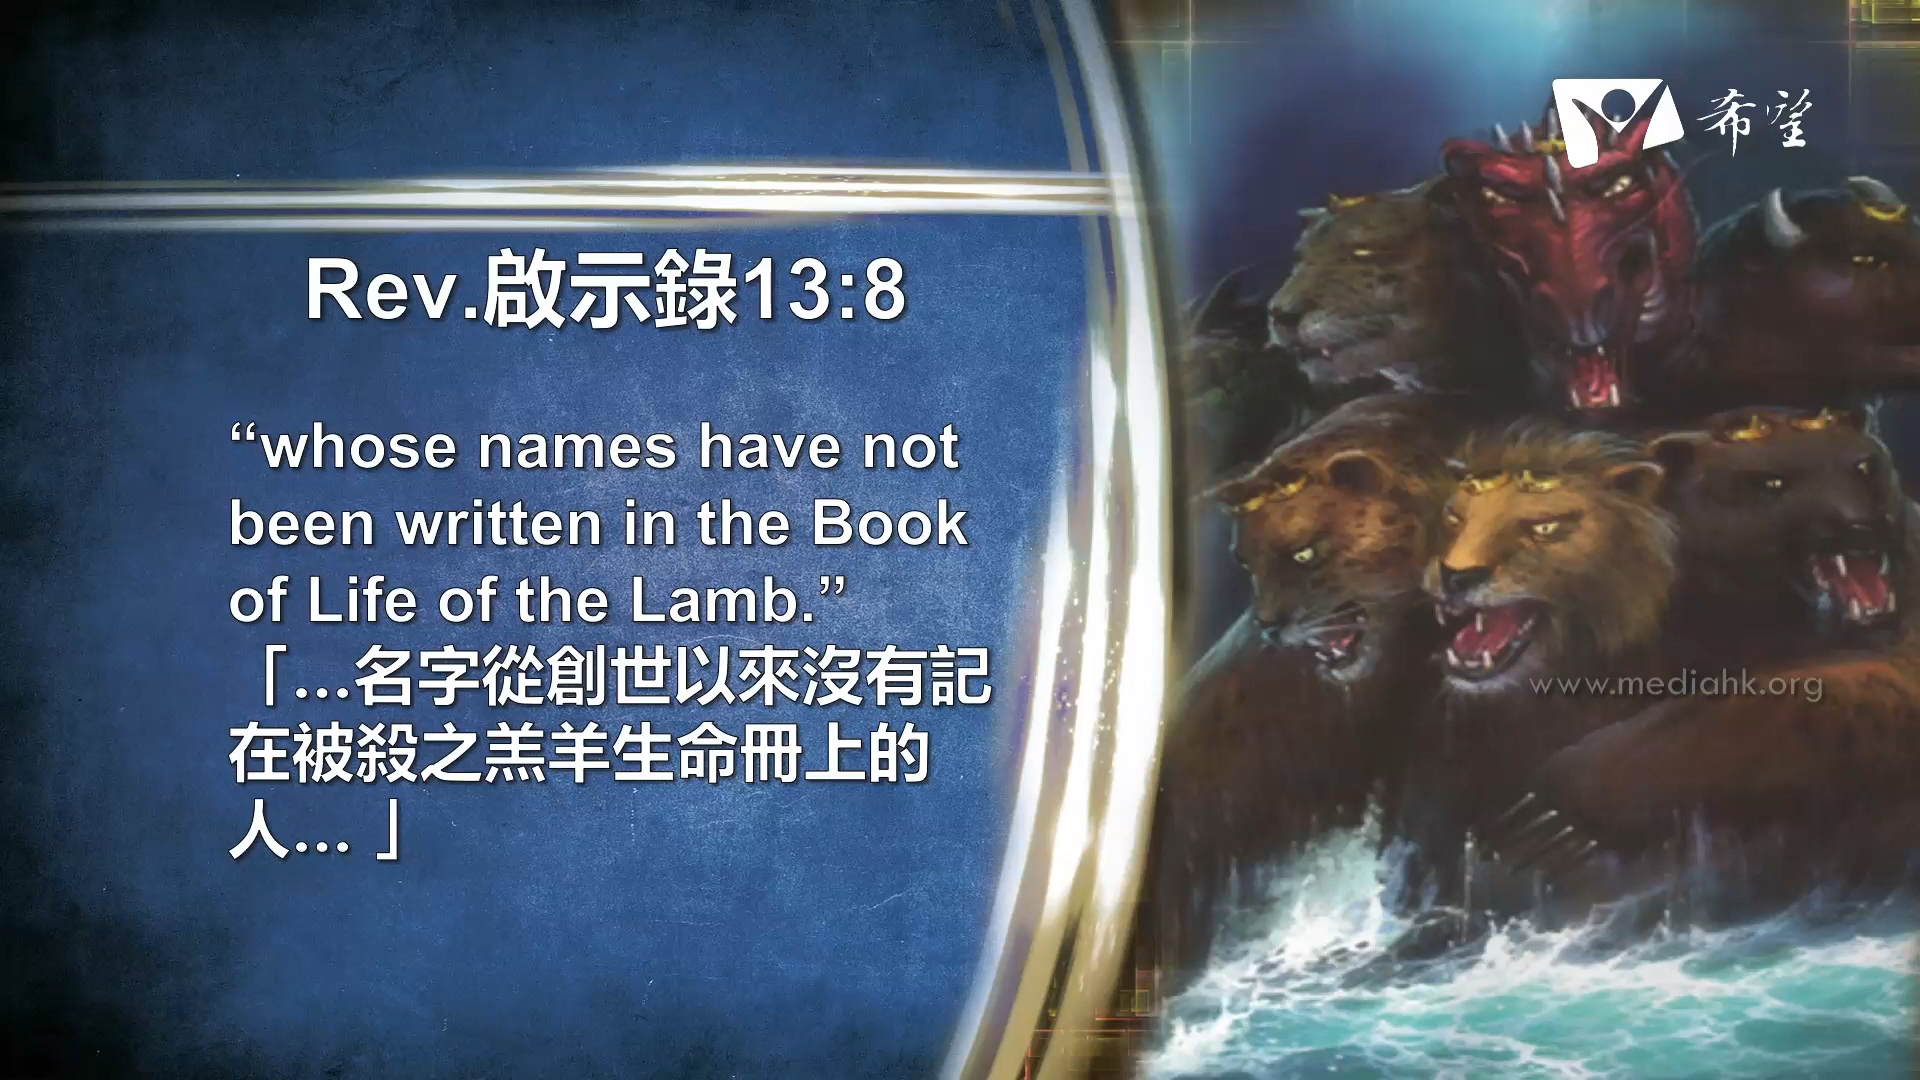 希望
Rev.啟示錄13:8
“whose names have not
been written in the Book
of Life of the Lamb.”
「...名字從創世以來沒有記
在被殺之羔羊生命冊上的
人... 」
www.mediahk.org